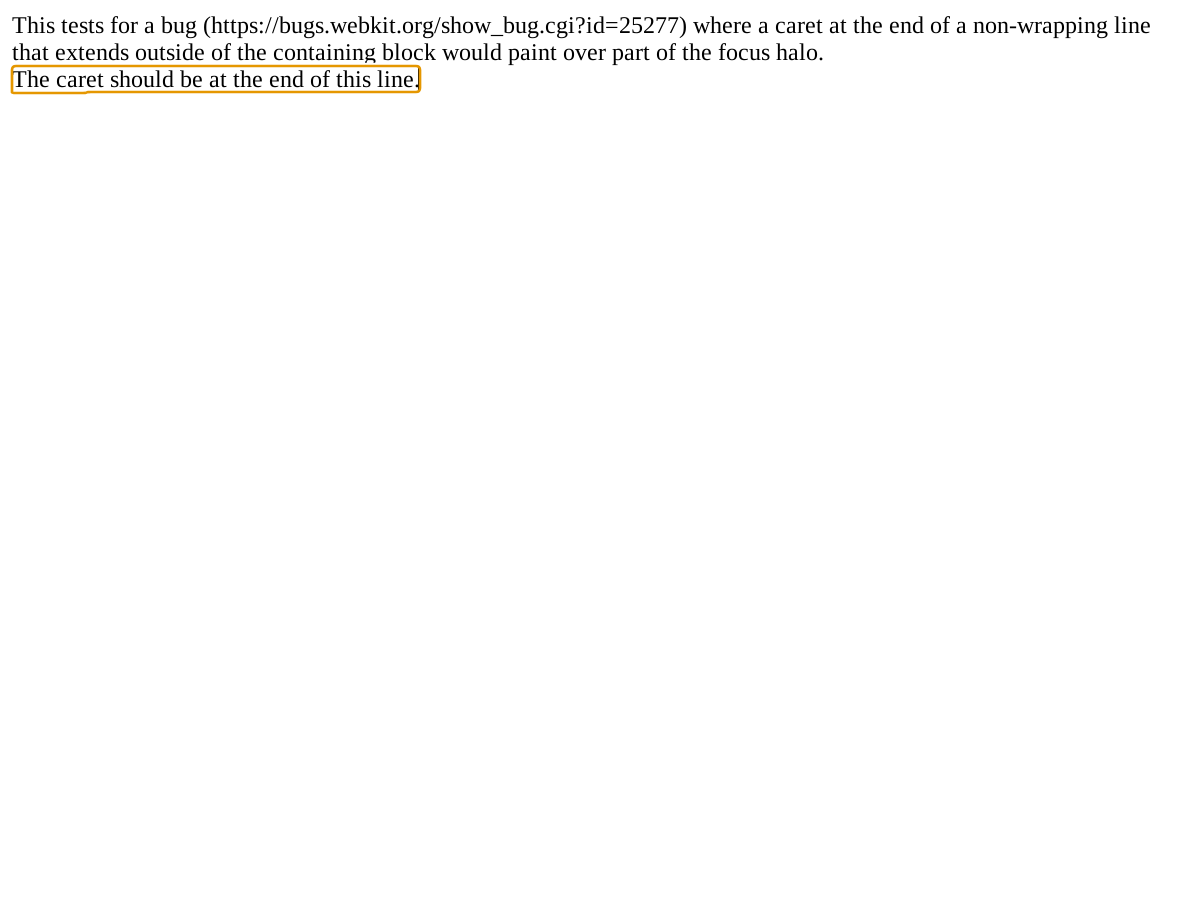 This tests for a bug (https://bugs.webkit.org/show_bug.cgi?id=25277) where a caret at the end of a non-wrapping line
that extends outside of the containing block would paint over part of the focus halo.
The caret should be at the end of this line.